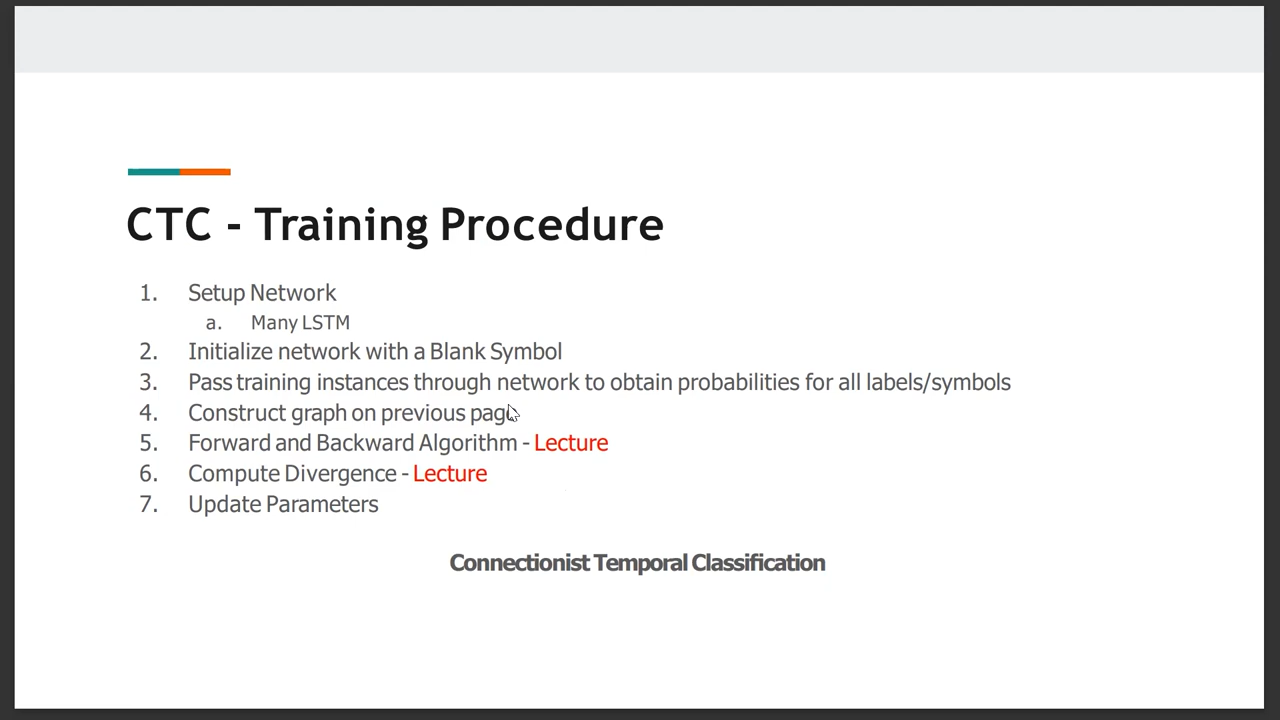 CTC - Training Procedure
1. Setup Network
a. Many LSTM
2. Initialize network with a Blank Symbol
3. Pass training instances through network to obtain probabilities for all labels/symbols
4. Construct graph on previous page
5. Forward and Backward Algorithm - Lecture
6. Compute Divergence - Lecture
7. Update Parameters
Connectionist Temporal Classification